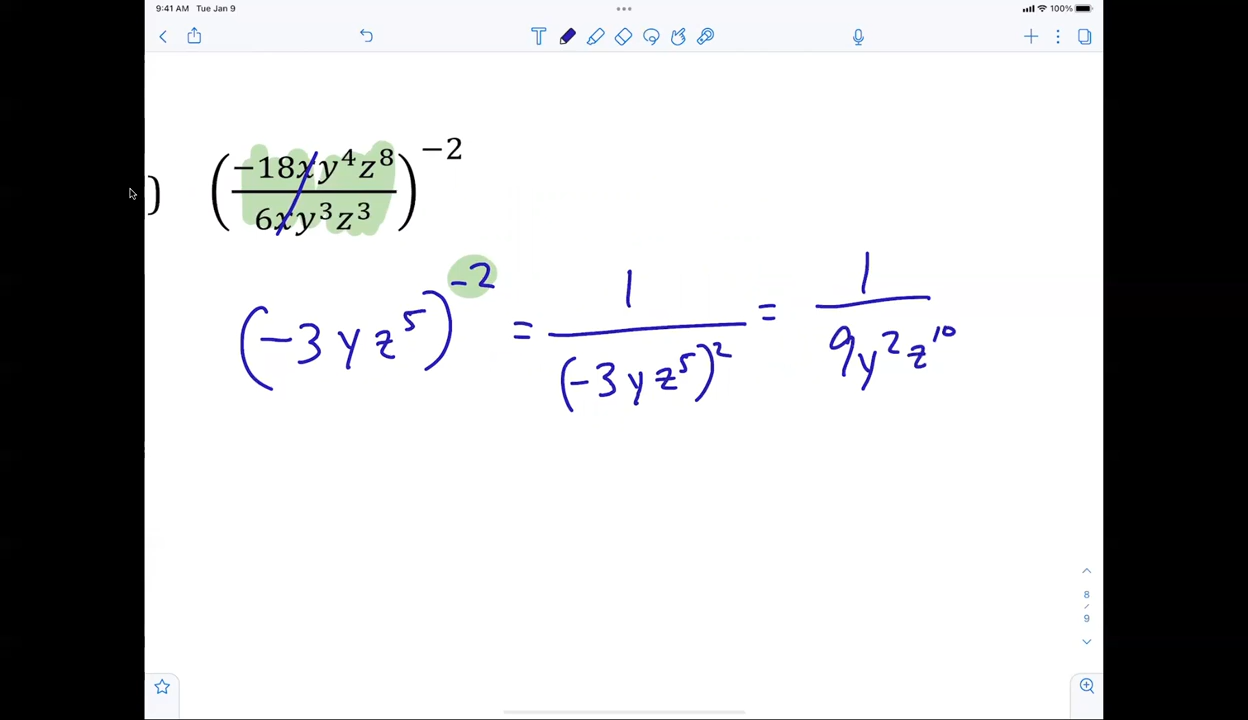 9:41 AM Tue Jan 9 100%
) (-18xy⁴z⁸ / 6xy³z³)⁻²
(-3yz⁵)⁻² = 1 / (-3yz⁵)² = 1 / 9y²z¹⁰
8
/
9